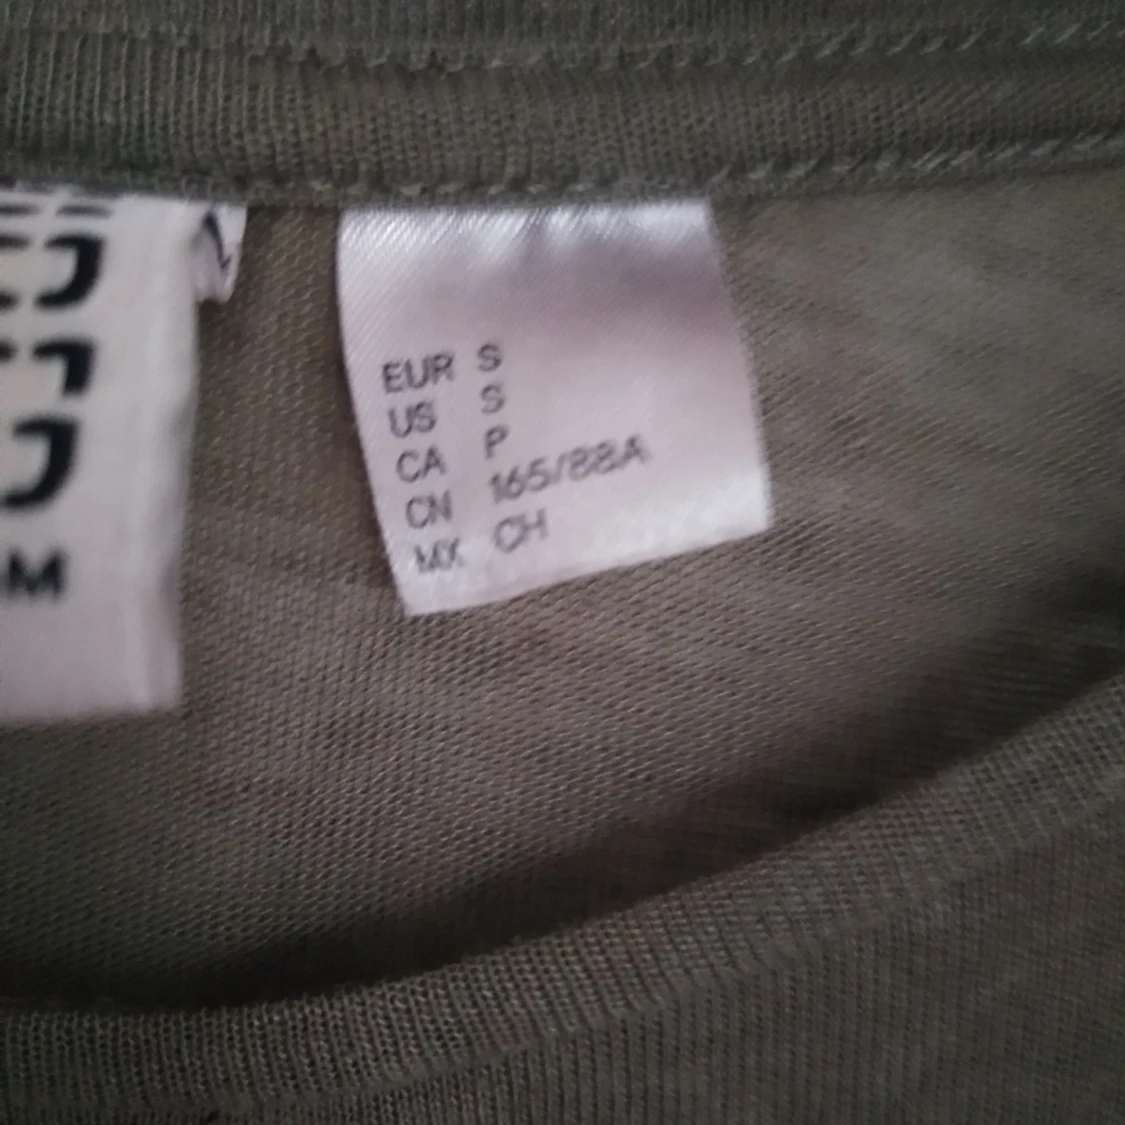 EUR S
US S
CA P
CN 165/88A
MX CH
M